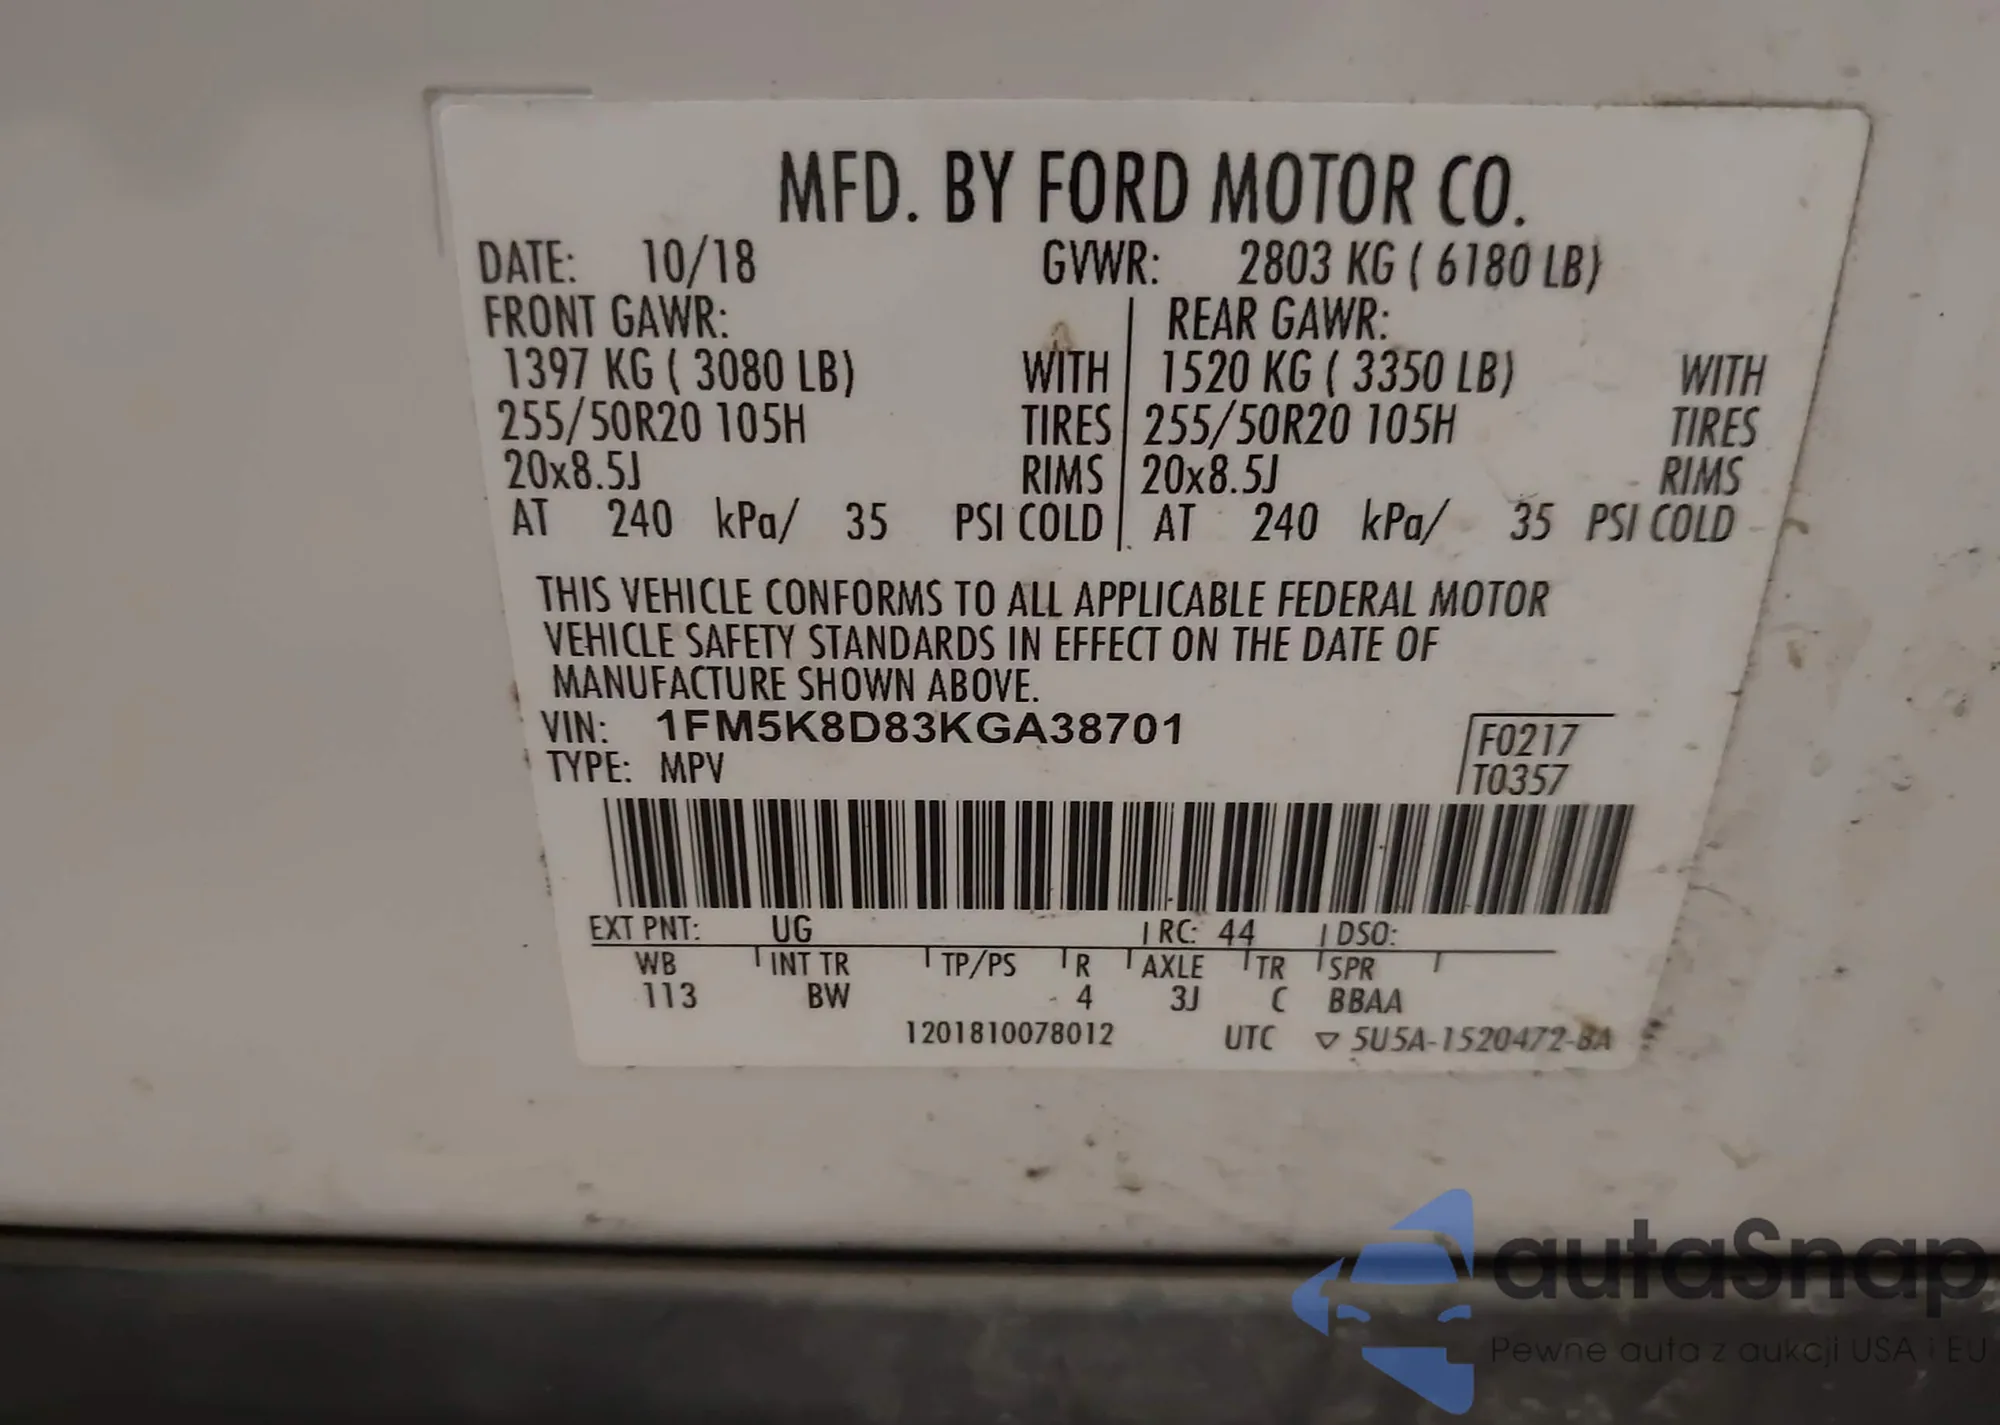 MFD. BY FORD MOTOR CO.
DATE: 10/18 GVWR: 2803 KG ( 6180 LB)
FRONT GAWR: REAR GAWR:
1397 KG ( 3080 LB) WITH 1520 KG ( 3350 LB) WITH
255/50R20 105H TIRES 255/50R20 105H TIRES
20x8.5J RIMS 20x8.5J RIMS
AT 240 kPa/ 35 PSI COLD AT 240 kPa/ 35 PSI COLD
THIS VEHICLE CONFORMS TO ALL APPLICABLE FEDERAL MOTOR
VEHICLE SAFETY STANDARDS IN EFFECT ON THE DATE OF
MANUFACTURE SHOWN ABOVE.
VIN: 1FM5K8D83KGA38701
F0217
TYPE: MPV
T0357
EXT PNT: UG RC: 44 DSO:
WB INT TR TP/PS R AXLE TR SPR
113 BW 4 3J C BBAA
1201810078012 UTC ▽ 5U5A-1520472-BA
autaSnap
Pewne auta z aukcji USA i EU